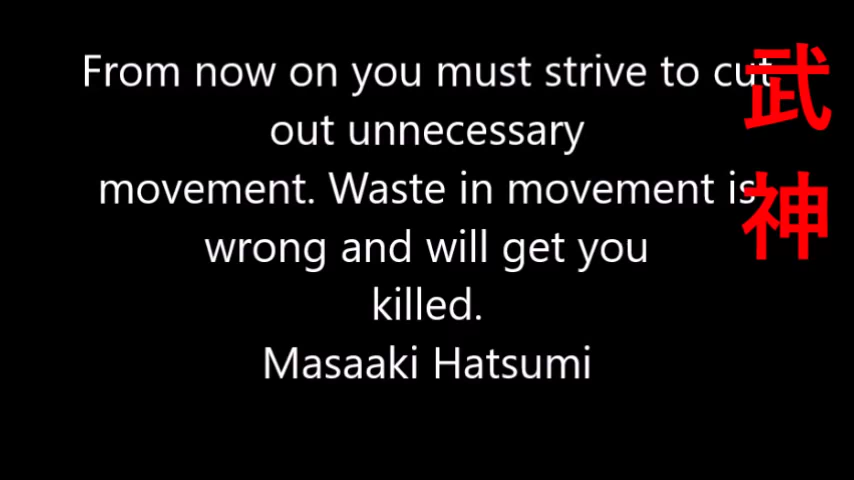 From now on you must strive to cut
out unnecessary
movement. Waste in movement is
wrong and will get you
killed.
Masaaki Hatsumi
武
神